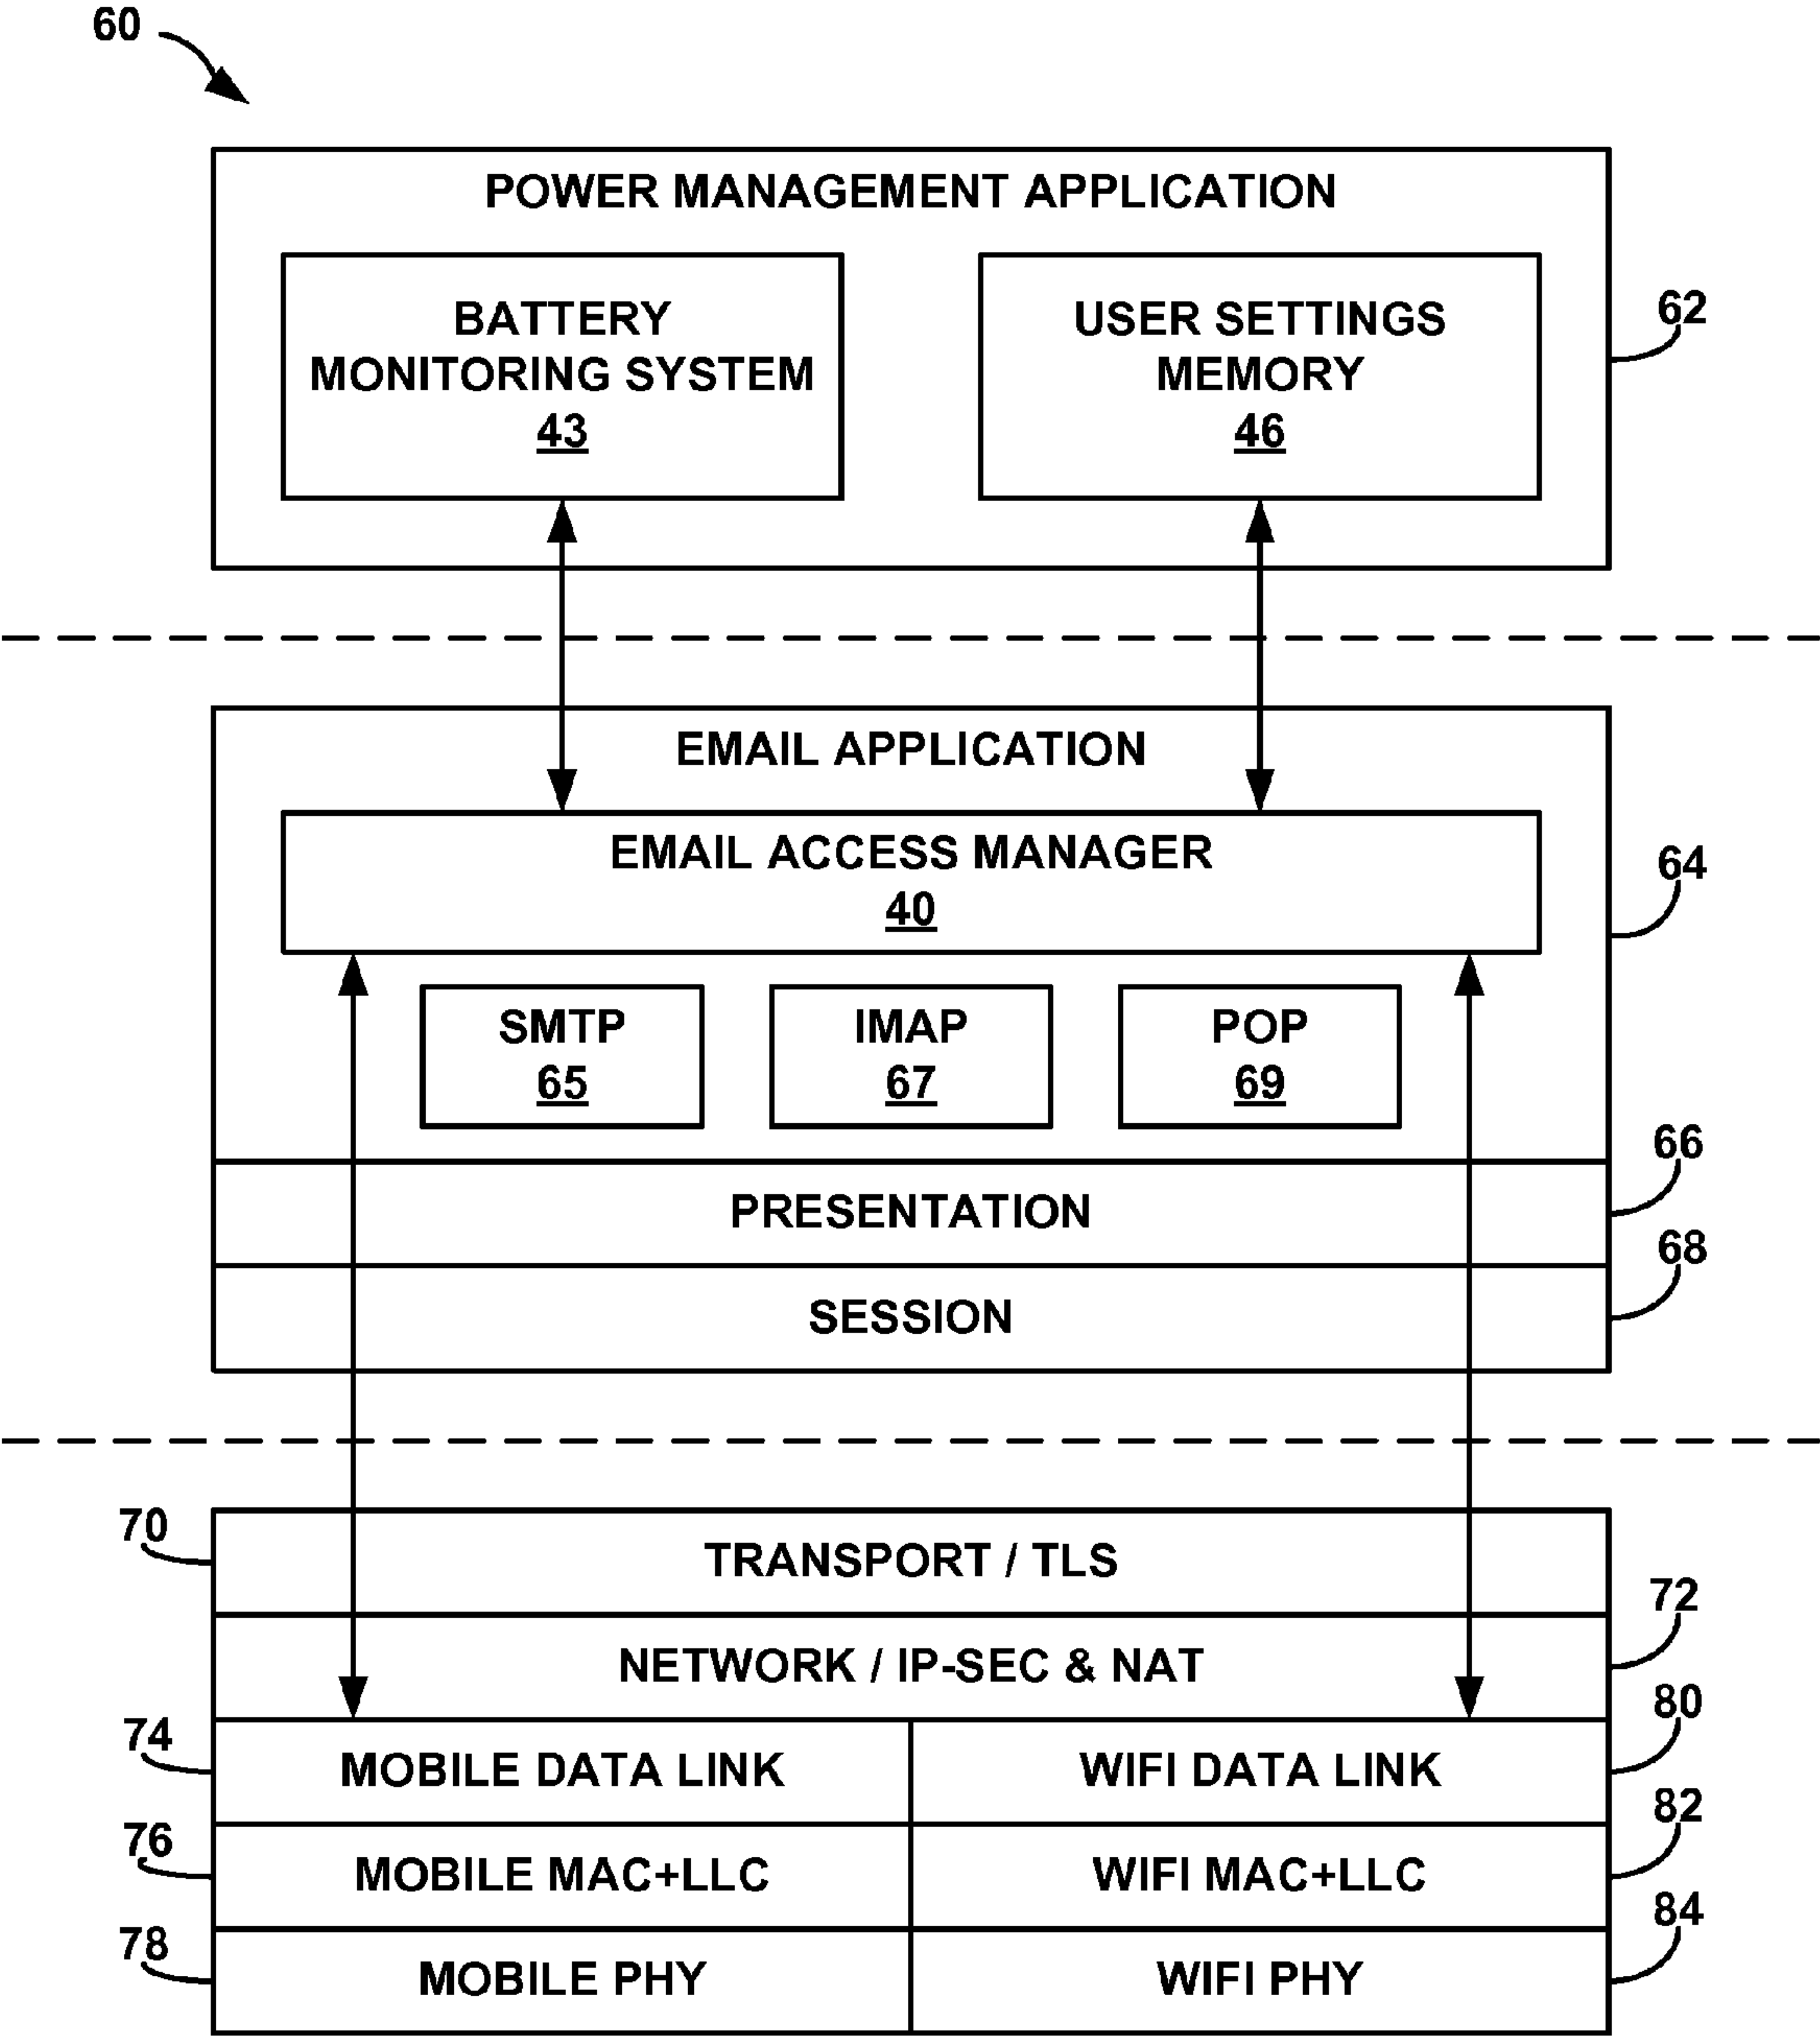 60
POWER MANAGEMENT APPLICATION
BATTERY
MONITORING SYSTEM
43
USER SETTINGS
MEMORY
46
62
EMAIL APPLICATION
EMAIL ACCESS MANAGER
40
64
SMTP
65
IMAP
67
POP
69
66
PRESENTATION
68
SESSION
70
TRANSPORT / TLS
72
NETWORK / IP-SEC & NAT
74
MOBILE DATA LINK
WIFI DATA LINK
80
76
MOBILE MAC+LLC
WIFI MAC+LLC
82
78
MOBILE PHY
WIFI PHY
84